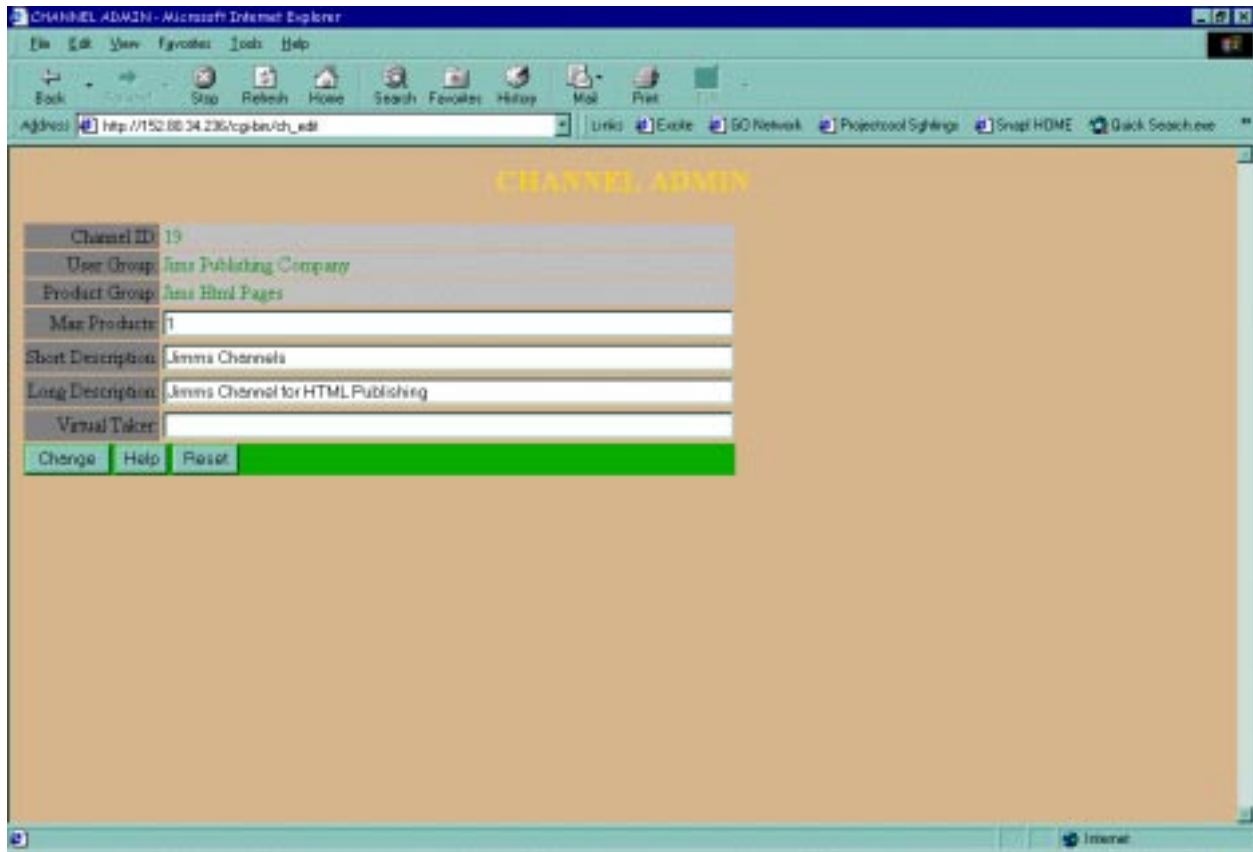 CHANNEL ADMIN - Microsoft Internet Explorer
File Edit View Favorites Tools Help
Back Forward Stop Refresh Home Search Favorites History Mail Print Edit
Address http://152.80.34.236/cgi-bin/ch_edit Links Excite GO Network Projectcool Sightings Snap! HOME Quick Search.exe
CHANNEL ADMIN
Channel ID: 19
User Group: Jims Publishing Company
Product Group: Jims Html Pages
Max Products: 1
Short Description: Jimms Channels
Long Description: Jimms Channel for HTML Publishing
Virtual Taker:
Change Help Reset
Internet